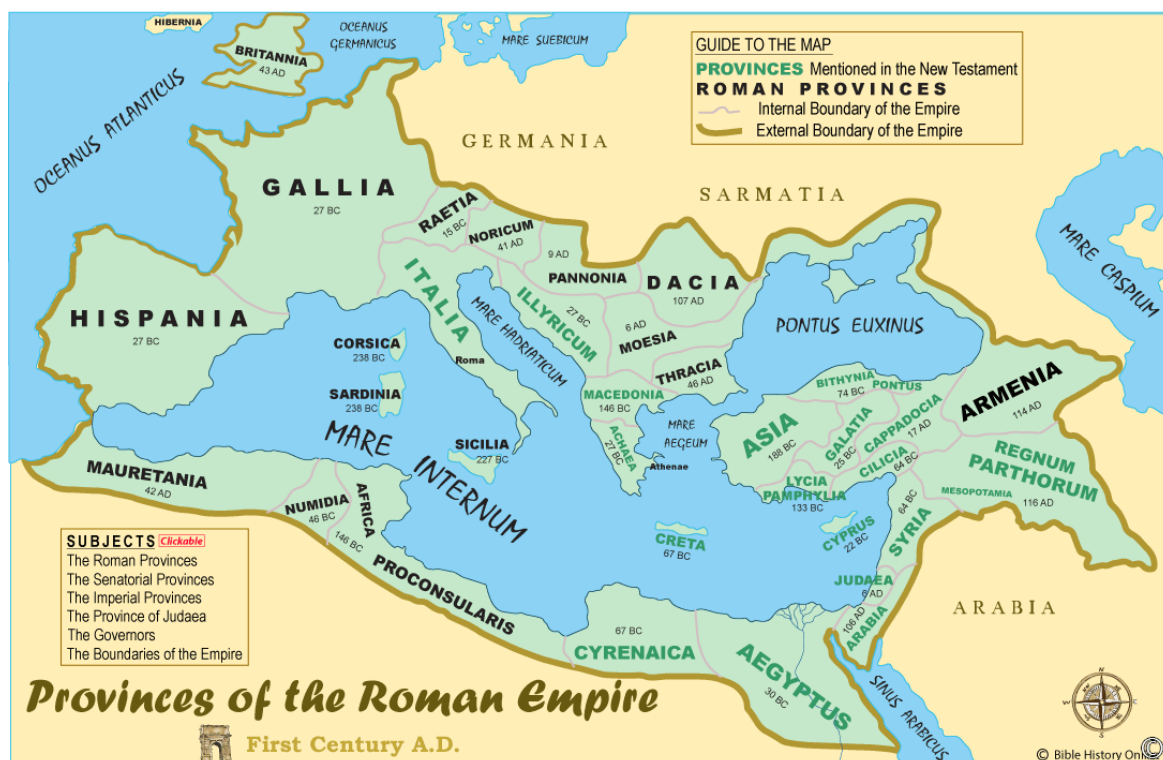 HIBERNIA
OCEANUS
GERMANICUS
MARE SUEBICUM
BRITANNIA
43 AD
OCEANUS ATLANTICUS
GUIDE TO THE MAP
PROVINCES Mentioned in the New Testament
ROMAN PROVINCES
Internal Boundary of the Empire
External Boundary of the Empire
GERMANIA
SARMATIA
MARE CASPIUM
GALLIA
27 BC
RAETIA
15 BC
NORICUM
41 AD
9 AD
PANNONIA
DACIA
107 AD
ITALIA
ILLYRICUM
27 BC
MARE HADRIATICUM
6 AD
MOESIA
PONTUS EUXINUS
HISPANIA
27 BC
CORSICA
238 BC
Roma
THRACIA
46 AD
SARDINIA
238 BC
MACEDONIA
146 BC
BITHYNIA
74 BC
PONTUS
ARMENIA
114 AD
MARE INTERNUM
SICILIA
227 BC
ACHAEA
27 BC
MARE
AEGEUM
Athenae
ASIA
188 BC
GALATIA
25 BC
CAPPADOCIA
17 AD
CILICIA
64 BC
LYCIA
PAMPHYLIA
133 BC
REGNUM
PARTHORUM
MESOPOTAMIA
116 AD
MAURETANIA
42 AD
NUMIDIA
46 BC
AFRICA
146 BC
PROCONSULARIS
CRETA
67 BC
CYPRUS
22 BC
64 BC
SYRIA
JUDAEA
6 AD
106 AD
ARABIA
ARABIA
67 BC
CYRENAICA
AEGYPTUS
30 BC
SINUS ARABICUS
SUBJECTS Clickable
The Roman Provinces
The Senatorial Provinces
The Imperial Provinces
The Province of Judaea
The Governors
The Boundaries of the Empire
Provinces of the Roman Empire
First Century A.D.
© Bible History Onl
©